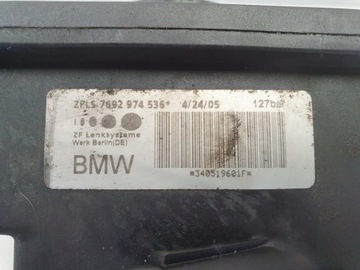 ZPLS 7692 974 536* 4/24/05 127bar
ZF Lenksysteme
Werk Berlin(DE)
BMW
*340519601F*